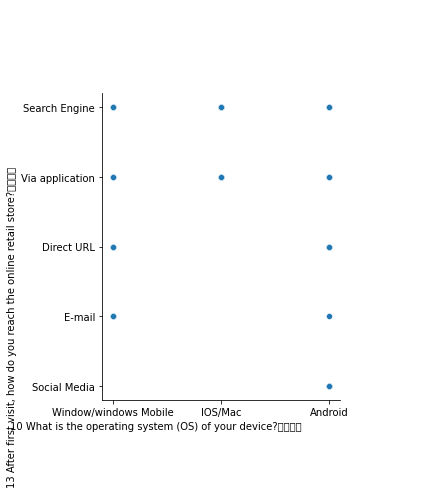 Search Engine
Via application
Direct URL
E-mail
Social Media
13 After first visit, how do you reach the online retail store?
Window/windows Mobile IOS/Mac Android
10 What is the operating system (OS) of your device?